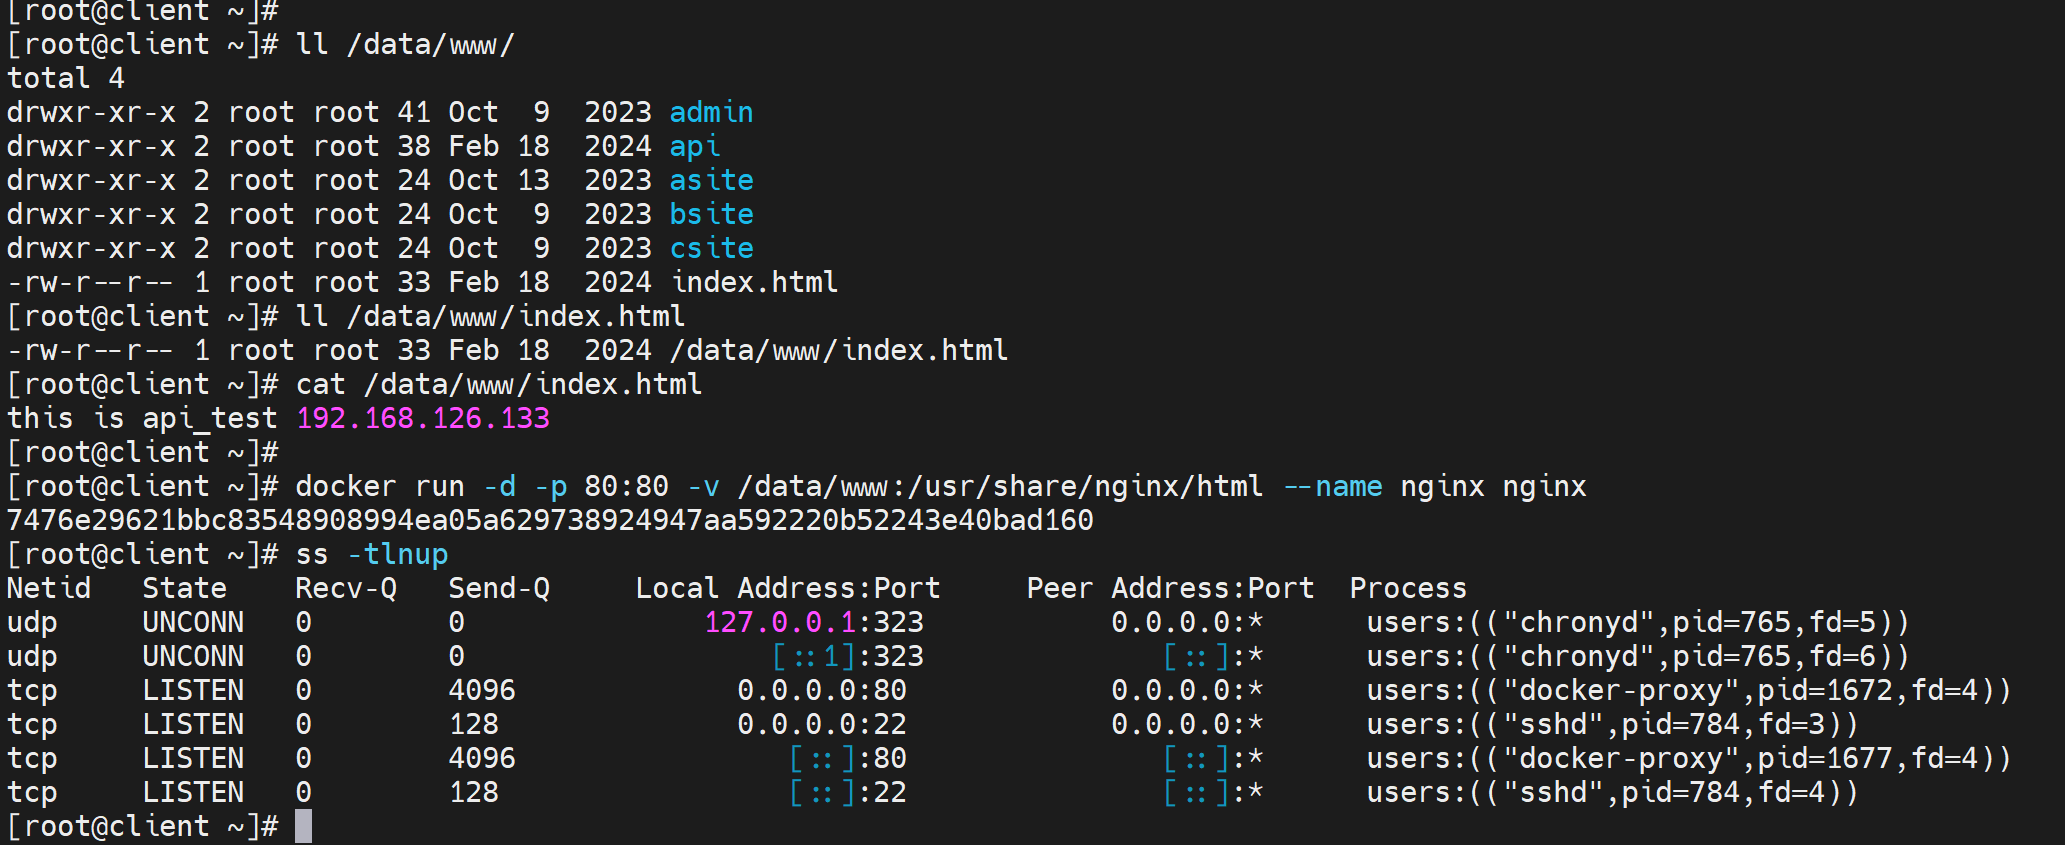 [root@client ~]#
[root@client ~]# ll /data/www/
total 4
drwxr-xr-x 2 root root 41 Oct  9  2023 admin
drwxr-xr-x 2 root root 38 Feb 18  2024 api
drwxr-xr-x 2 root root 24 Oct 13  2023 asite
drwxr-xr-x 2 root root 24 Oct  9  2023 bsite
drwxr-xr-x 2 root root 24 Oct  9  2023 csite
-rw-r--r-- 1 root root 33 Feb 18  2024 index.html
[root@client ~]# ll /data/www/index.html
-rw-r--r-- 1 root root 33 Feb 18  2024 /data/www/index.html
[root@client ~]# cat /data/www/index.html
this is api_test 192.168.126.133
[root@client ~]#
[root@client ~]# docker run -d -p 80:80 -v /data/www:/usr/share/nginx/html --name nginx nginx
7476e29621bbc83548908994ea05a629738924947aa592220b52243e40bad160
[root@client ~]# ss -tlnup
Netid   State    Recv-Q   Send-Q     Local Address:Port     Peer Address:Port  Process
udp     UNCONN   0        0              127.0.0.1:323           0.0.0.0:*      users:(("chronyd",pid=765,fd=5))
udp     UNCONN   0        0                  [::1]:323              [::]:*      users:(("chronyd",pid=765,fd=6))
tcp     LISTEN   0        4096             0.0.0.0:80            0.0.0.0:*      users:(("docker-proxy",pid=1672,fd=4))
tcp     LISTEN   0        128              0.0.0.0:22            0.0.0.0:*      users:(("sshd",pid=784,fd=3))
tcp     LISTEN   0        4096                [::]:80               [::]:*      users:(("docker-proxy",pid=1677,fd=4))
tcp     LISTEN   0        128                 [::]:22               [::]:*      users:(("sshd",pid=784,fd=4))
[root@client ~]#